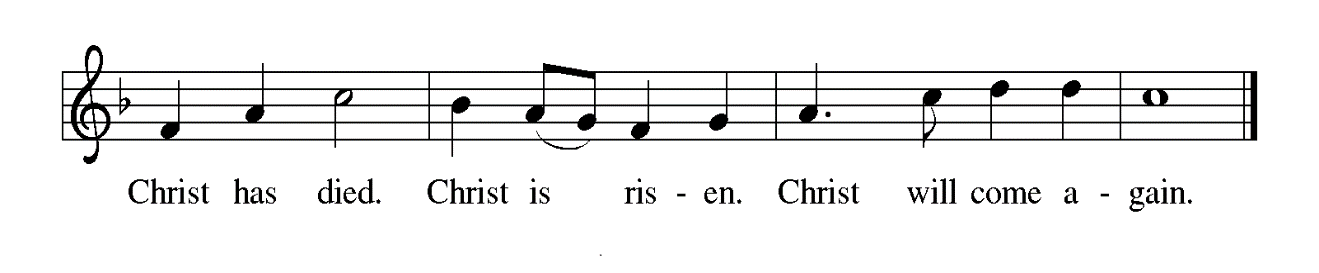 Christ has died. Christ is ris - en. Christ will come a - gain.